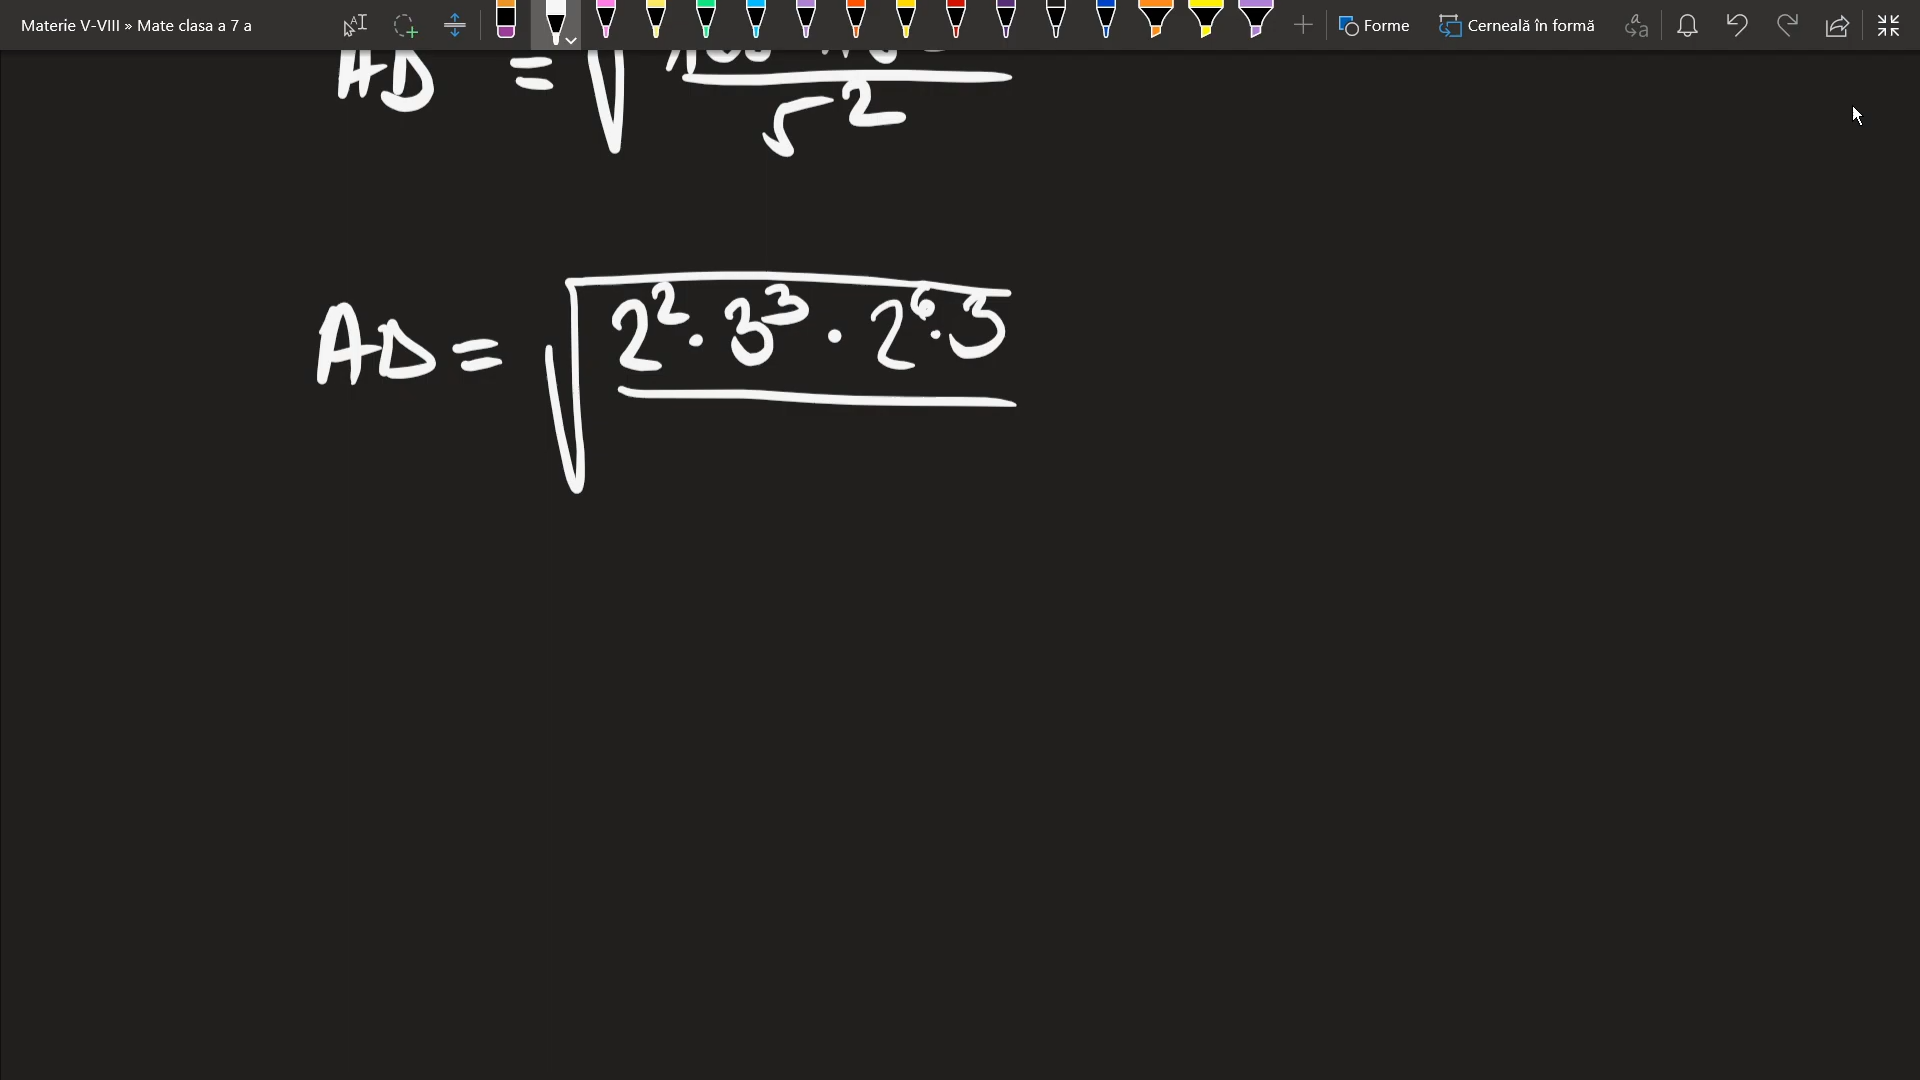 Materie V-VIII » Mate clasa a 7 a Forme Cerneală în formă
AD = √
5²
AD = √ 2² · 3³ · 2⁶ · 3